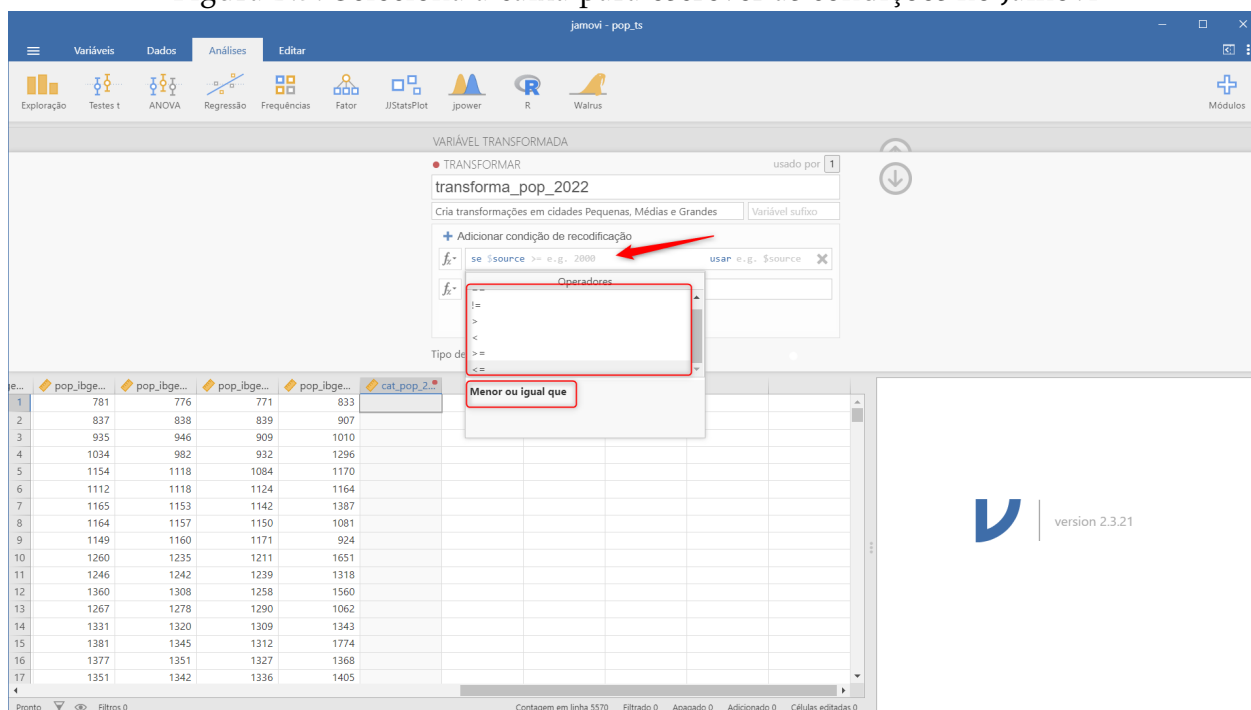 jamovi - pop_ts
Variáveis Dados Análises Editar
Exploração Testes t ANOVA Regressão Frequências Fator JJStatsPlot jpower R Walrus Módulos
VARIÁVEL TRANSFORMADA
TRANSFORMAR usado por 1
transforma_pop_2022
Cria transformações em cidades Pequenas, Médias e Grandes Variável sufixo
+ Adicionar condição de recodificação
fx se $source >= e.g. 2000 usar e.g. $source
fx
Operadores
!=
>
<
>=
<=
Tipo de
Menor ou igual que
pop_ibge... pop_ibge... pop_ibge... pop_ibge... cat_pop_2...
1 781 776 771 833
2 837 838 839 907
3 935 946 909 1010
4 1034 982 932 1296
5 1154 1118 1084 1170
6 1112 1118 1124 1164
7 1165 1153 1142 1387
8 1164 1157 1150 1081
9 1149 1160 1171 924
10 1260 1235 1211 1651
11 1246 1242 1239 1318
12 1360 1308 1258 1560
13 1267 1278 1290 1062
14 1331 1320 1309 1343
15 1381 1345 1312 1774
16 1377 1351 1327 1368
17 1351 1342 1336 1405
version 2.3.21
Pronto Filtros 0 Contagem em linha 5570 Filtrado 0 Apagado 0 Adicionado 0 Células editadas 0